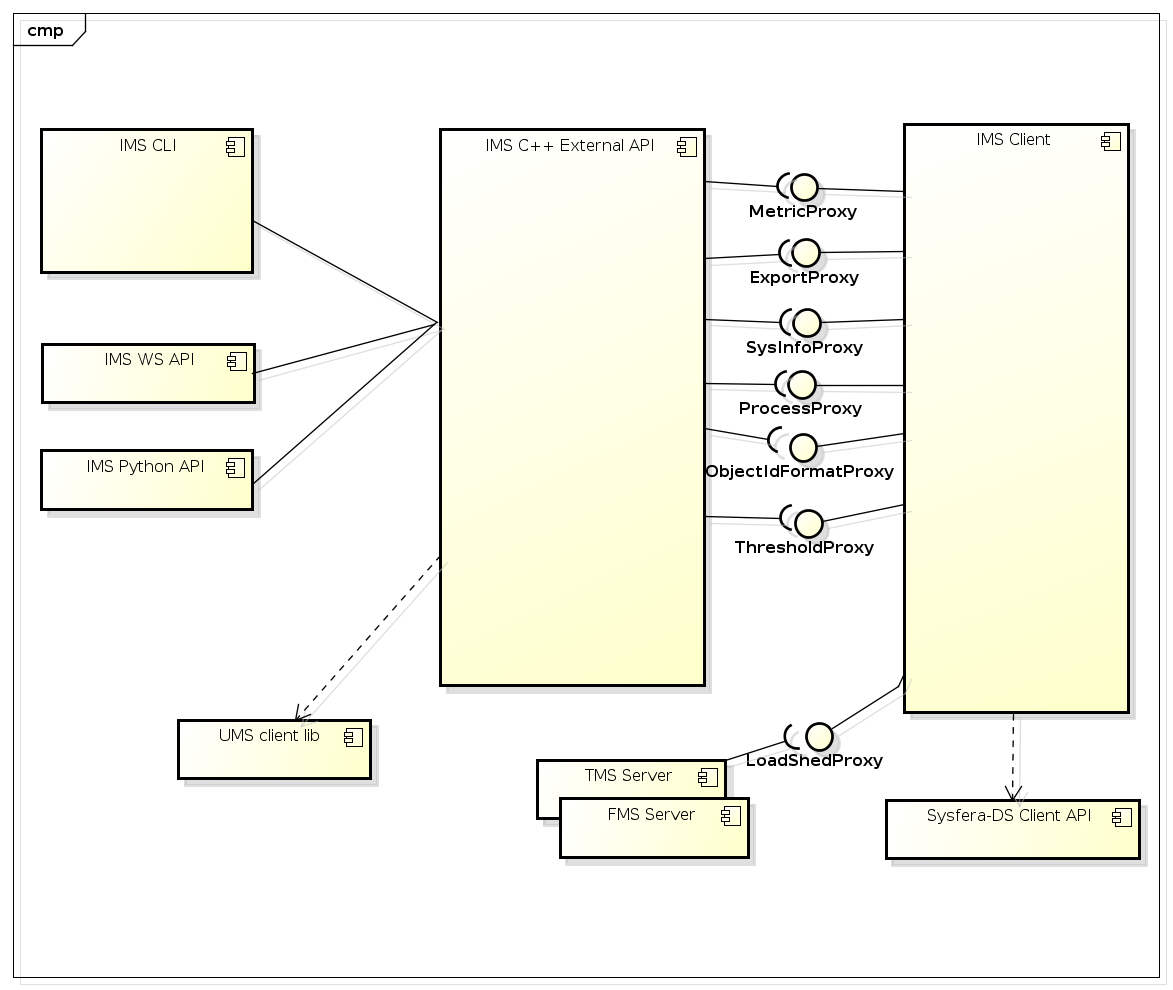 cmp
IMS CLI
IMS C++ External API
IMS Client
MetricProxy
ExportProxy
SysInfoProxy
IMS WS API
ProcessProxy
IMS Python API
ObjectIdFormatProxy
ThresholdProxy
UMS client lib
LoadShedProxy
TMS Server
FMS Server
Sysfera-DS Client API